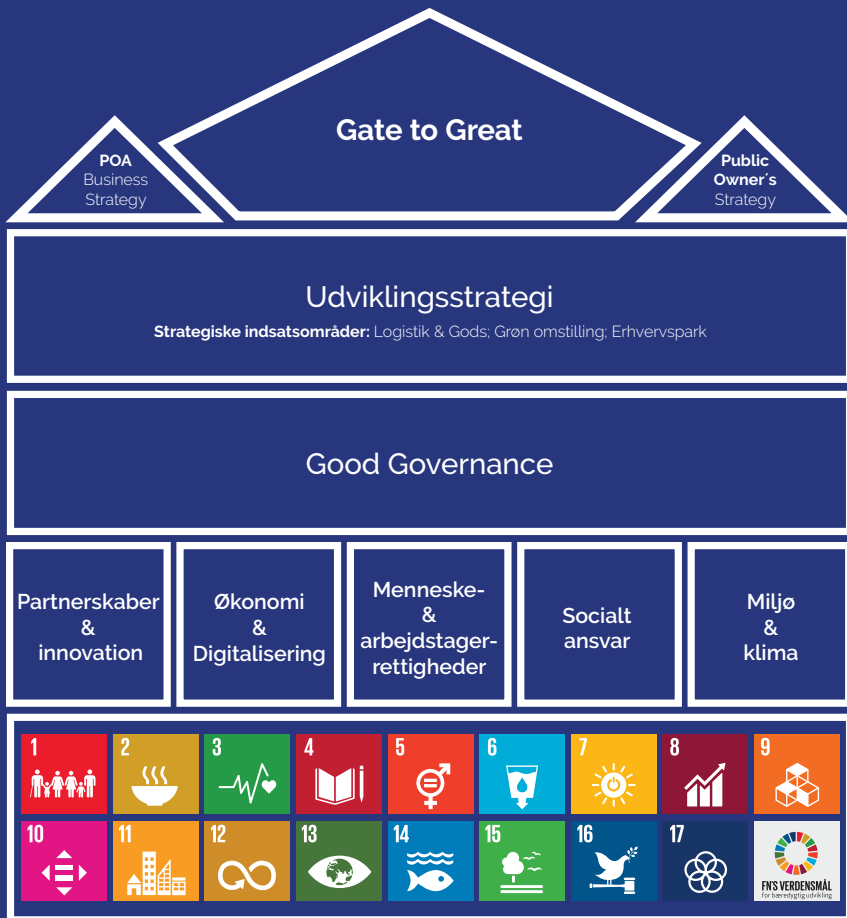 Gate to Great
POA
Business
Strategy
Public
Owner´s
Strategy
Udviklingsstrategi
Strategiske indsatsområder: Logistik & Gods; Grøn omstilling; Erhvervspark
Good Governance
Partnerskaber
&
innovation
Økonomi
&
Digitalisering
Menneske-
&
arbejdstager-
rettigheder
Socialt
ansvar
Miljø
&
klima
1 2 3 4 5 6 7 8 9
10 11 12 13 14 15 16 17
FN'S VERDENSMÅL
for bæredygtig udvikling